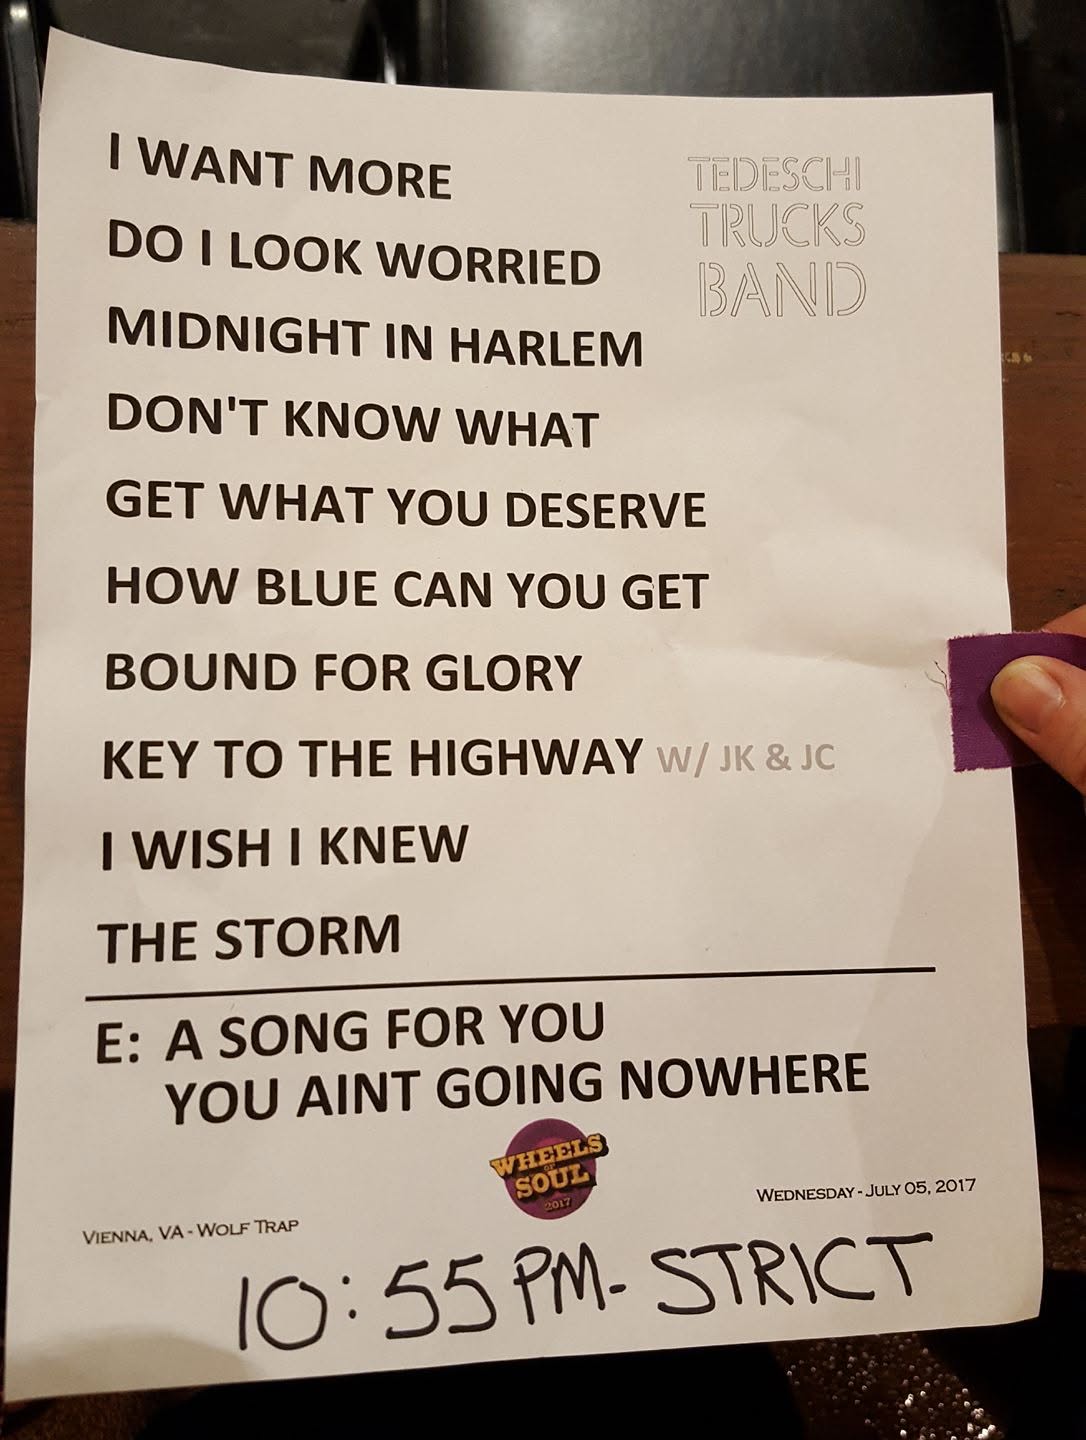 TEDESCHI
TRUCKS
BAND
I WANT MORE
DO I LOOK WORRIED
MIDNIGHT IN HARLEM
DON'T KNOW WHAT
GET WHAT YOU DESERVE
HOW BLUE CAN YOU GET
BOUND FOR GLORY
KEY TO THE HIGHWAY W/ JK & JC
I WISH I KNEW
THE STORM
E: A SONG FOR YOU
YOU AINT GOING NOWHERE
WHEELS
OF
SOUL
2017
VIENNA, VA - WOLF TRAP
WEDNESDAY - JULY 05, 2017
10:55 PM - STRICT